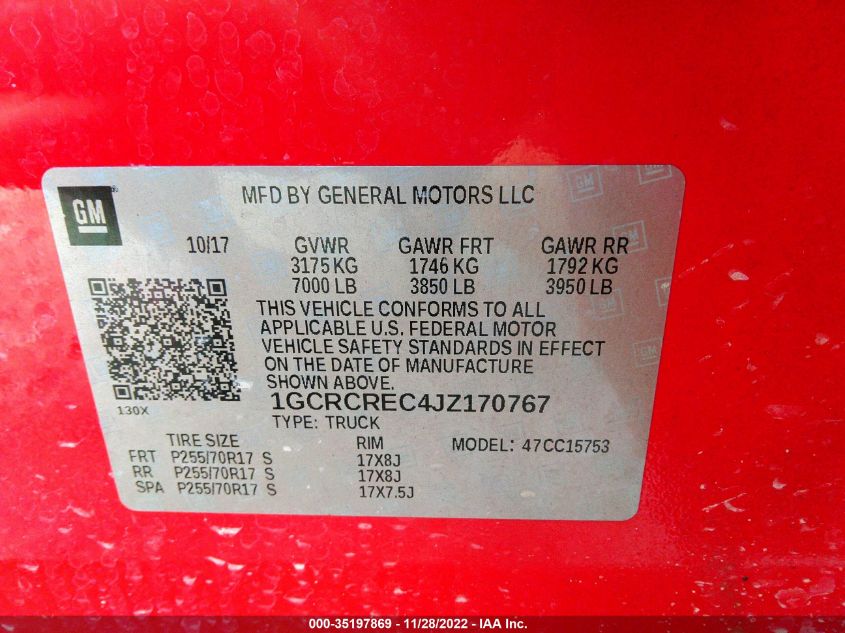 GM
MFD BY GENERAL MOTORS LLC
10/17 GVWR GAWR FRT GAWR RR
3175 KG 1746 KG 1792 KG
7000 LB 3850 LB 3950 LB
THIS VEHICLE CONFORMS TO ALL
APPLICABLE U.S. FEDERAL MOTOR
VEHICLE SAFETY STANDARDS IN EFFECT
ON THE DATE OF MANUFACTURE
SHOWN ABOVE.
130X
1GCRCREC4JZ170767
TYPE: TRUCK
TIRE SIZE RIM MODEL: 47CC15753
FRT P255/70R17 S 17X8J
RR P255/70R17 S 17X8J
SPA P255/70R17 S 17X7.5J
000-35197869 - 11/28/2022 - IAA Inc.